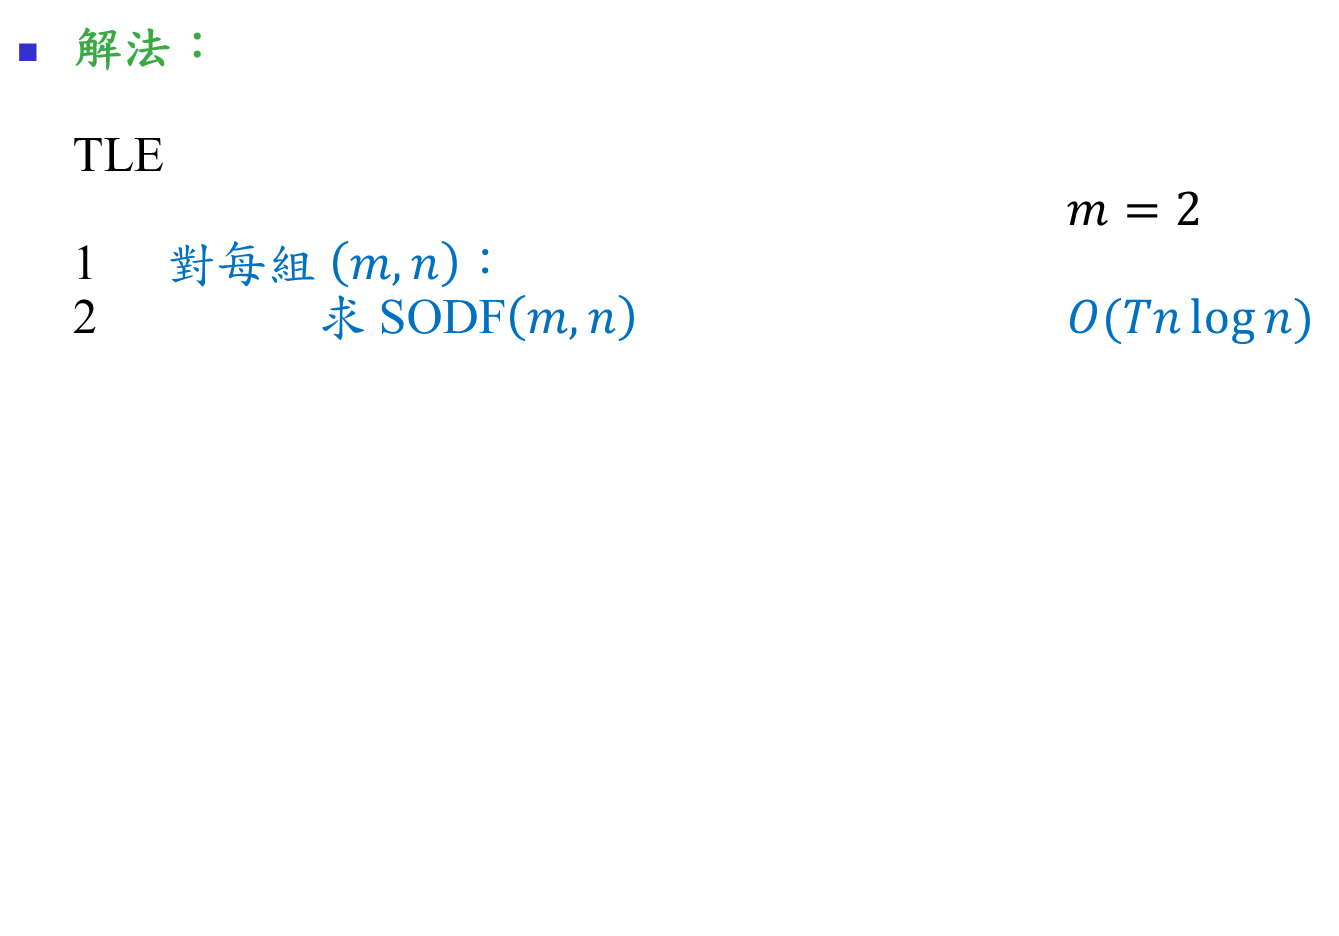 解法：
TLE
m = 2
1 對每組 (m, n)：
2 求 SODF(m, n) O(Tn log n)